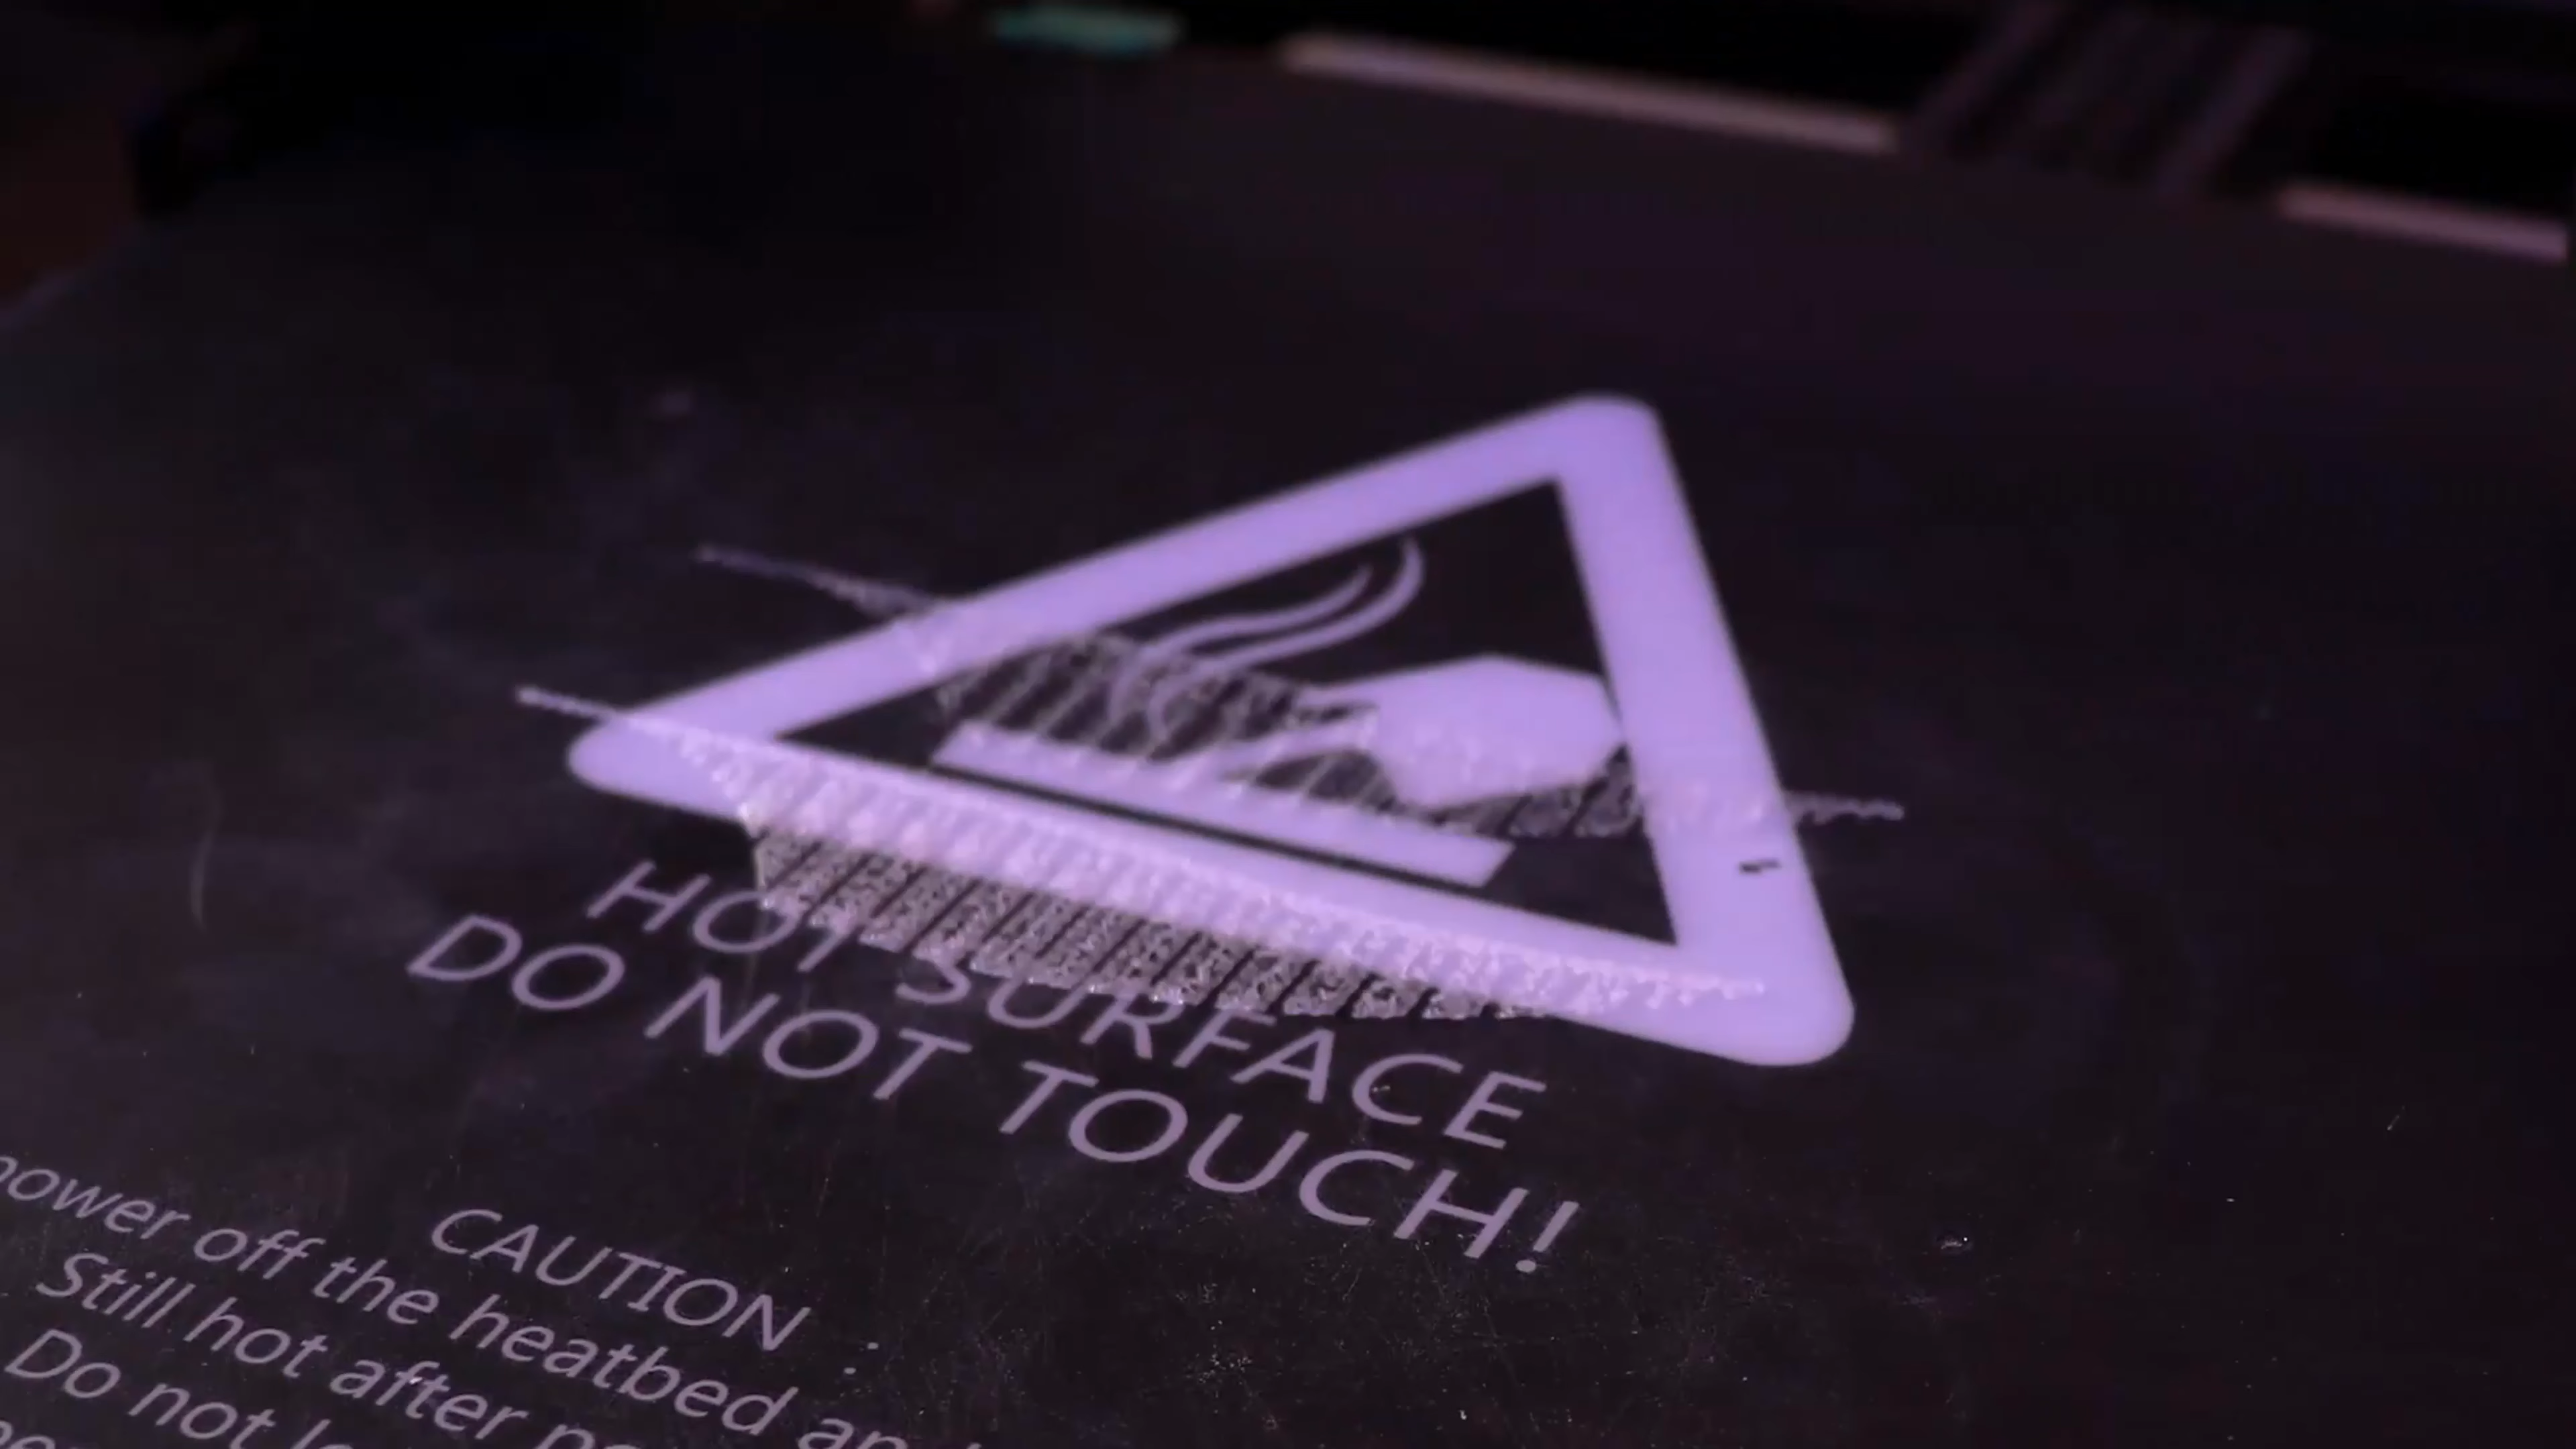 HOT SURFACE
DO NOT TOUCH!
CAUTION
power off the heatbed
Still hot after
Do not